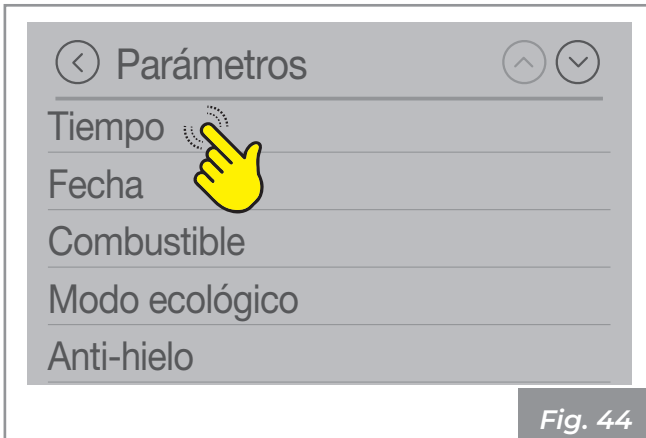 Parámetros
Tiempo
Fecha
Combustible
Modo ecológico
Anti-hielo
Fig. 44